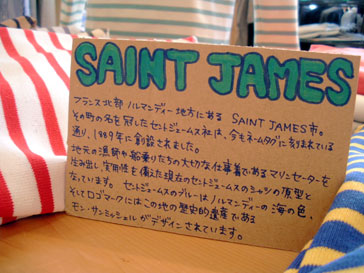 SAINT JAMES
フランス北部ノルマンディー地方にある SAINT JAMES市。
その町の名を冠したセントジェームス社は、今もネームタグに刻まれている
通り、1889年に創設されました。
地元の漁師や船乗りたちの大切な仕事着であるマリンセーターを
生み出し、実用性を備えた現在のセントジェームスのシャツの原型と
なっています。 セントジェームスのブルーはノルマンディーの海の色、
そしてロゴマークにはこの地の歴史的遺産である
モン・サンミッシェルがデザインされています。